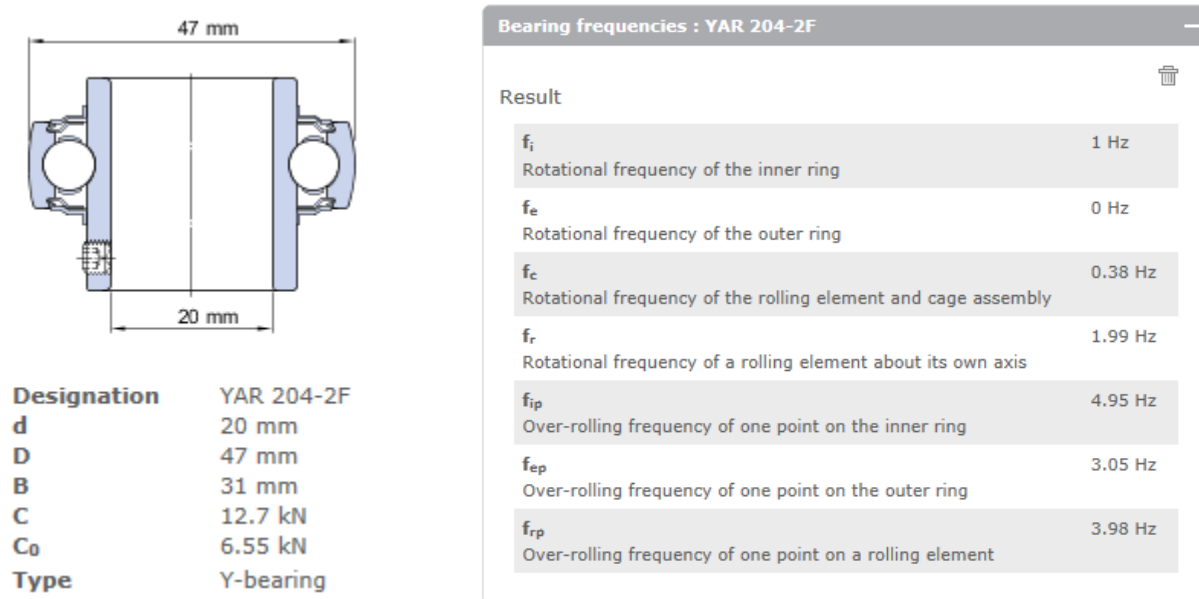 47 mm
20 mm
Designation YAR 204-2F
d 20 mm
D 47 mm
B 31 mm
C 12.7 kN
C₀ 6.55 kN
Type Y-bearing
Bearing frequencies : YAR 204-2F
Result
fᵢ 1 Hz
Rotational frequency of the inner ring
fₑ 0 Hz
Rotational frequency of the outer ring
f_c 0.38 Hz
Rotational frequency of the rolling element and cage assembly
fᵣ 1.99 Hz
Rotational frequency of a rolling element about its own axis
f_ip 4.95 Hz
Over-rolling frequency of one point on the inner ring
f_ep 3.05 Hz
Over-rolling frequency of one point on the outer ring
f_rp 3.98 Hz
Over-rolling frequency of one point on a rolling element